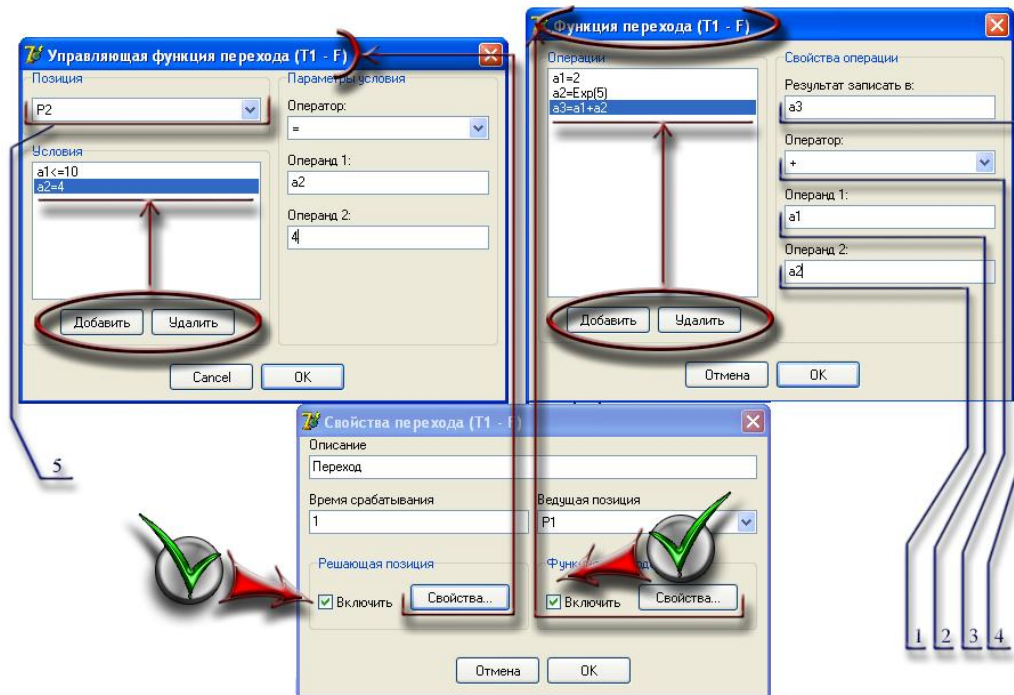 Управляющая функция перехода (T1 - F)
Позиция
P2
Условия
a1<=10
a2=4
Добавить
Удалить
Параметры условия
Оператор:
=
Операнд 1:
a2
Операнд 2:
4
Cancel
OK
Функция перехода (T1 - F)
Операции
a1=2
a2=Exp(5)
a3=a1+a2
Добавить
Удалить
Свойства операции
Результат записать в:
a3
Оператор:
+
Операнд 1:
a1
Операнд 2:
a2
Отмена
OK
Свойства перехода (T1 - F)
Описание
Переход
Время срабатывания
1
Ведущая позиция
P1
Решающая позиция
Включить
Свойства...
Включить
Свойства...
Отмена
OK
5
1 2 3 4